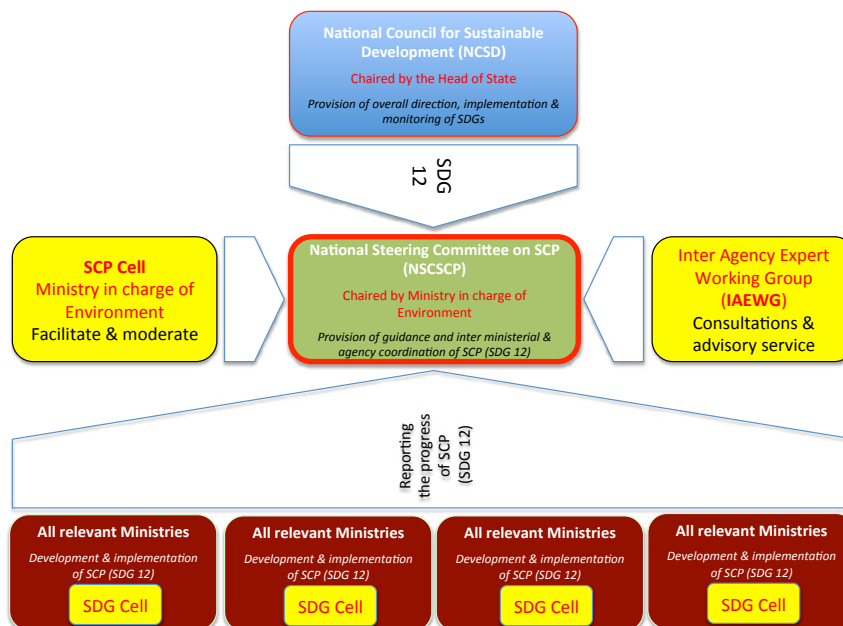 National Council for Sustainable
Development (NCSD)
Chaired by the Head of State
Provision of overall direction, implementation &
monitoring of SDGs
SDG
12
SCP Cell
Ministry in charge of
Environment
Facilitate & moderate
National Steering Committee on SCP
(NSCSCP)
Chaired by Ministry in charge of
Environment
Provision of guidance and inter ministerial &
agency coordination of SCP (SDG 12)
Inter Agency Expert
Working Group
(IAEWG)
Consultations &
advisory service
Reporting
the progress
of SCP
(SDG 12)
All relevant Ministries
Development & implementation
of SCP (SDG 12)
SDG Cell
All relevant Ministries
Development & implementation
of SCP (SDG 12)
SDG Cell
All relevant Ministries
Development & implementation
of SCP (SDG 12)
SDG Cell
All relevant Ministries
Development & implementation
of SCP (SDG 12)
SDG Cell